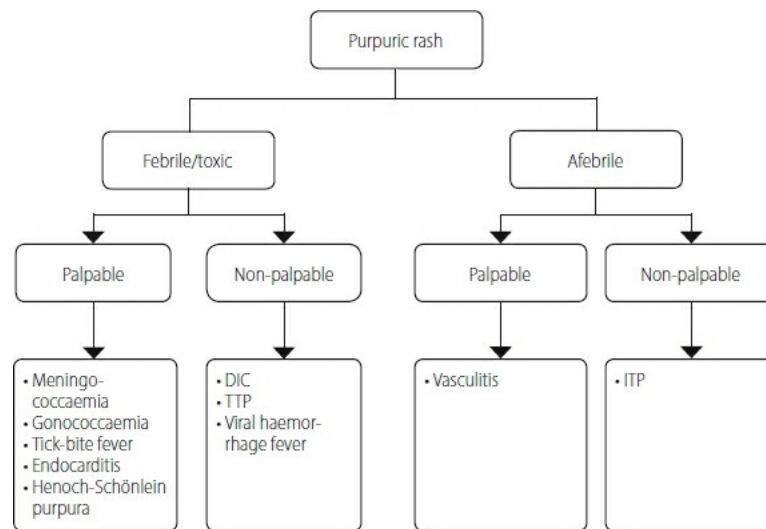 Purpuric rash
Febrile/toxic
Afebrile
Palpable
Non-palpable
Palpable
Non-palpable
• Meningo-
coccaemia
• Gonococcaemia
• Tick-bite fever
• Endocarditis
• Henoch-Schönlein
purpura
• DIC
• TTP
• Viral haemor-
rhage fever
• Vasculitis
• ITP